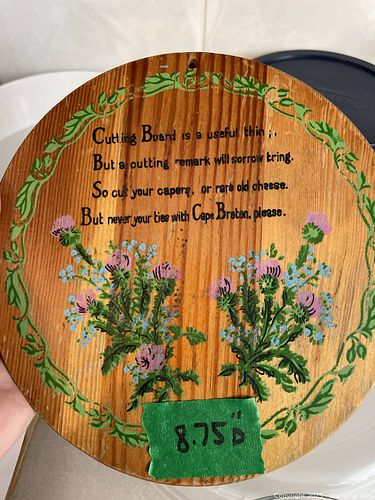 Cutting Board is a useful thing,
But a cutting remark will sorrow bring.
So cut your capers, or rare old cheese.
But never your ties with Cape Breton, please.
8.75" D